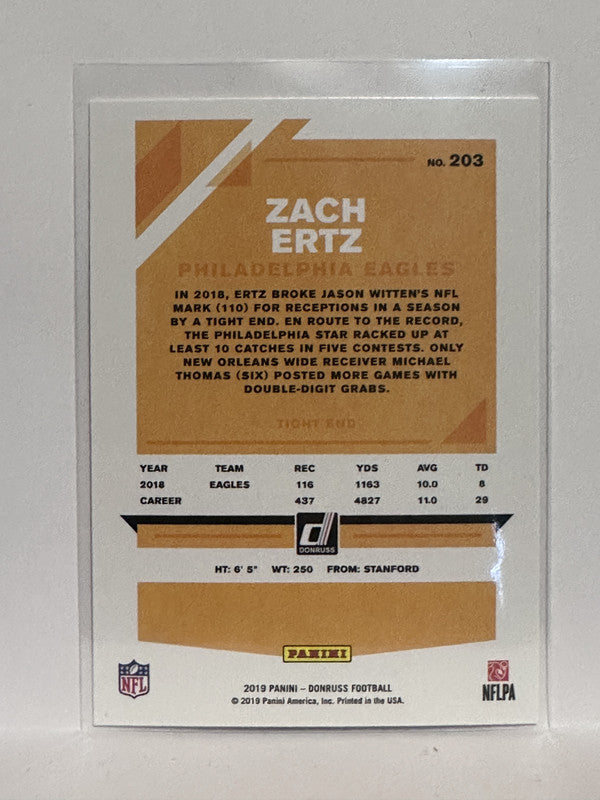 NO. 203
ZACH
ERTZ
PHILADELPHIA EAGLES
IN 2018, ERTZ BROKE JASON WITTEN'S NFL
MARK (110) FOR RECEPTIONS IN A SEASON
BY A TIGHT END. EN ROUTE TO THE RECORD,
THE PHILADELPHIA STAR RACKED UP AT
LEAST 10 CATCHES IN FIVE CONTESTS. ONLY
NEW ORLEANS WIDE RECEIVER MICHAEL
THOMAS (SIX) POSTED MORE GAMES WITH
DOUBLE-DIGIT GRABS.
TIGHT END
YEAR TEAM REC YDS AVG TD
2018 EAGLES 116 1163 10.0 8
CAREER 437 4827 11.0 29
d
DONRUSS
HT: 6' 5" WT: 250 FROM: STANFORD
PANINI
NFL
NFLPA
2019 PANINI – DONRUSS FOOTBALL
© 2019 Panini America, Inc. Printed in the USA.